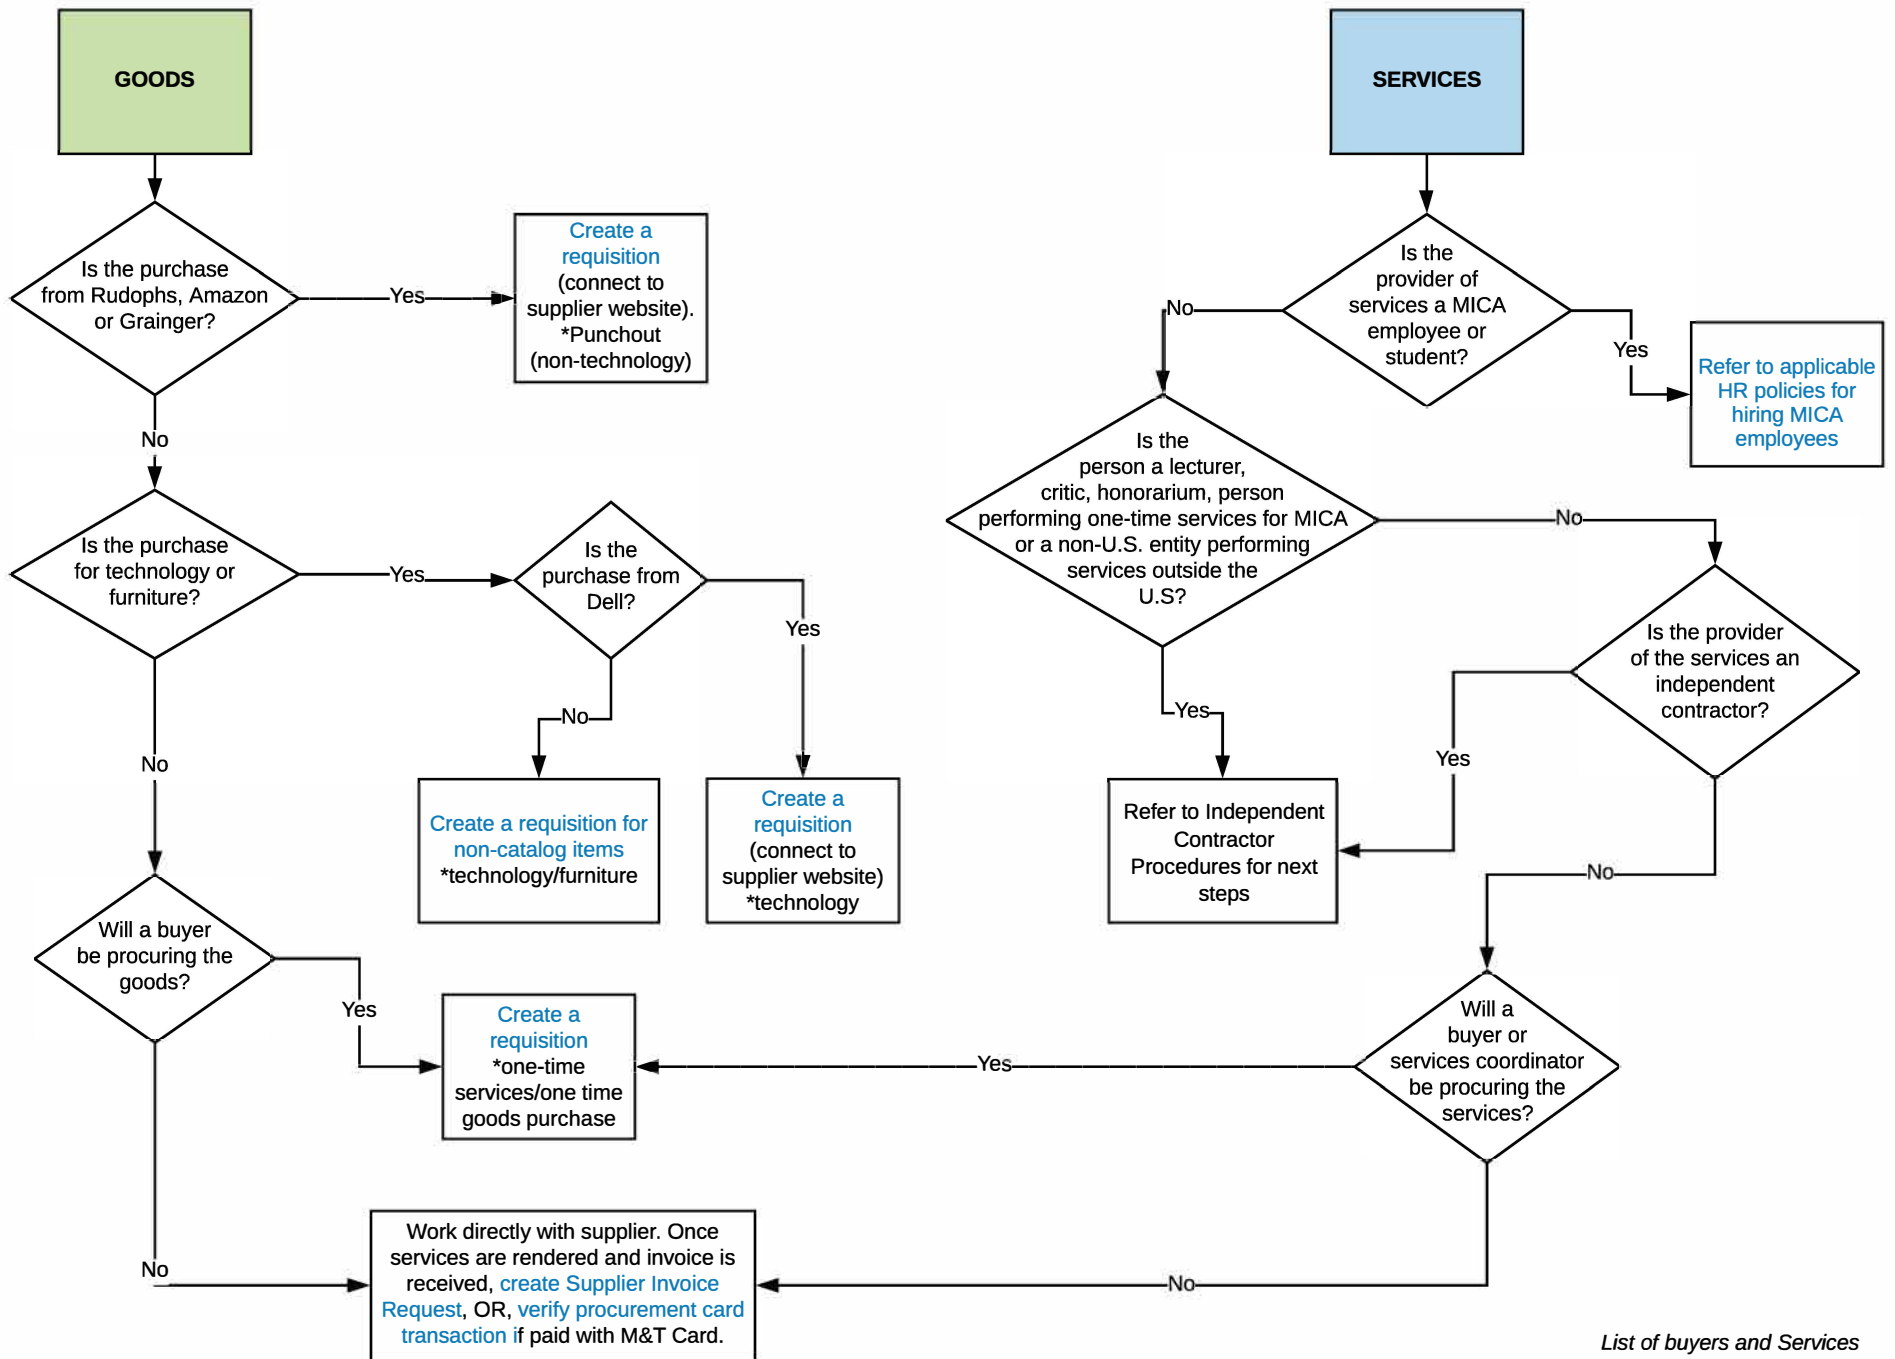 GOODS
Is the purchase
from Rudophs, Amazon
or Grainger?
Yes
Create a
requisition
(connect to
supplier website).
*Punchout
(non-technology)
No
Is the purchase
for technology or
furniture?
Yes
Is the
purchase from
Dell?
Yes
No
Create a requisition for
non-catalog items
*technology/furniture
Create a
requisition
(connect to
supplier website)
*technology
No
Will a buyer
be procuring the
goods?
Yes
Create a
requisition
*one-time
services/one time
goods purchase
No
Work directly with supplier. Once
services are rendered and invoice is
received, create Supplier Invoice
Request, OR, verify procurement card
transaction if paid with M&T Card.
SERVICES
Is the
provider of
services a MICA
employee or
student?
Yes
Refer to applicable
HR policies for
hiring MICA
employees
No
Is the
person a lecturer,
critic, honorarium, person
performing one-time services for MICA
or a non-U.S. entity performing
services outside the
U.S?
No
Yes
Is the provider
of the services an
independent
contractor?
Yes
Refer to Independent
Contractor
Procedures for next
steps
No
Will a
buyer or
services coordinator
be procuring the
services?
Yes
No
List of buyers and Services